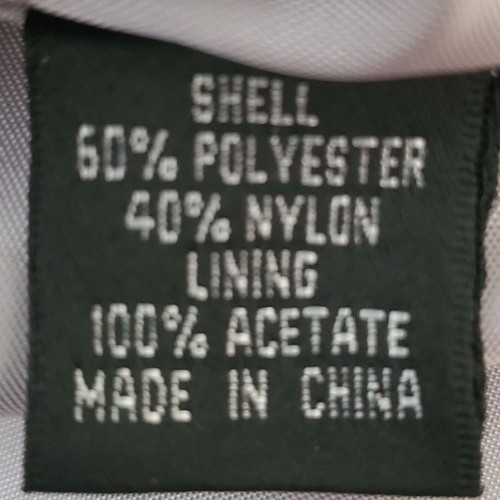 SHELL
60% POLYESTER
40% NYLON
LINING
100% ACETATE
MADE IN CHINA